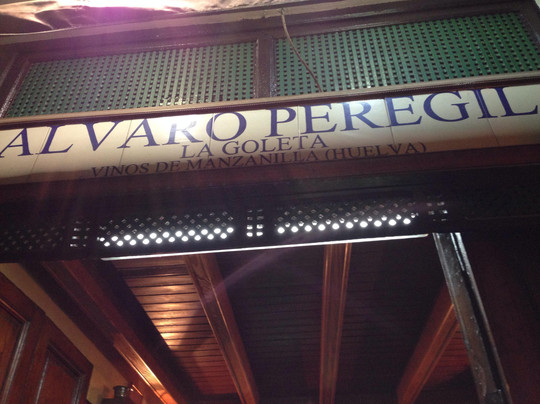 ALVARO PEREGIL
LA GOLETA
VINOS DE MANZANILLA (HUELVA)